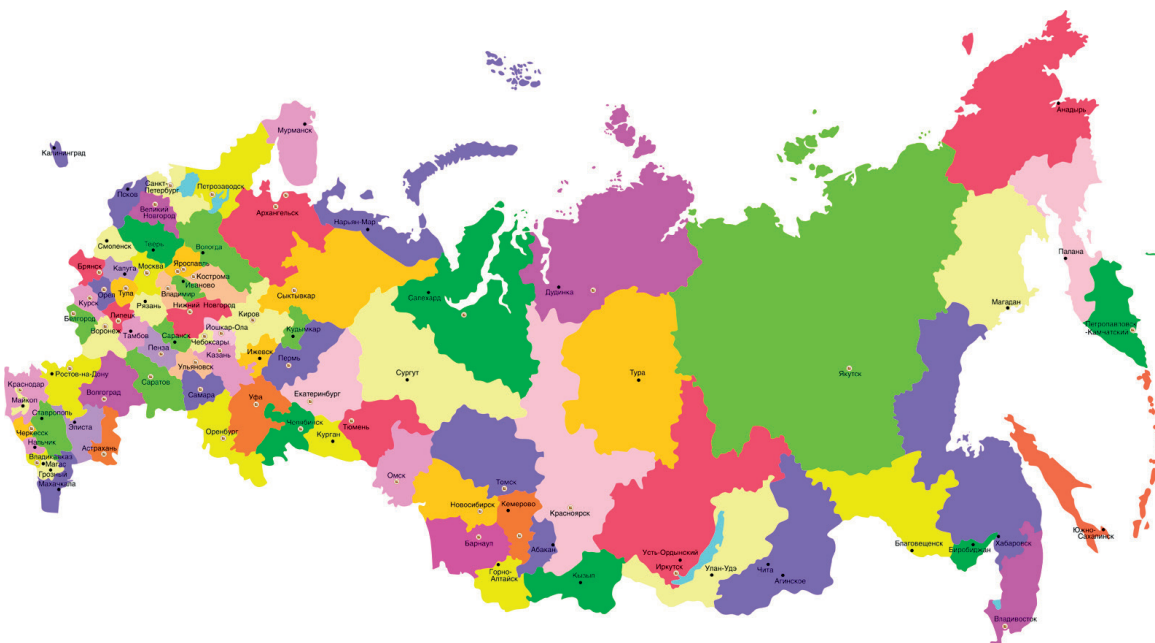 Мурманск
Анадырь
Калининград
Санкт-
Петербург
Псков
Петрозаводск
Великий
Новгород
Архангельск
Нарьян-Мар
Смоленск
Тверь
Вологда
Палана
Брянск
Калуга
Москва
Ярославль
Кострома
Иваново
Орёл
Тула
Владимир
Сыктывкар
Салехард
Дудинка
Курск
Рязань
Нижний Новгород
Магадан
Белгород
Липецк
Киров
Петропавловск
-Камчатский
Воронеж
Тамбов
Йошкар-Ола
Саранск
Чебоксары
Кудымкар
Пенза
Казань
Ижевск
Пермь
Ульяновск
Ростов-на-Дону
Сургут
Тура
Якутск
Краснодар
Волгоград
Саратов
Самара
Уфа
Екатеринбург
Майкоп
Ставрополь
Элиста
Оренбург
Челябинск
Курган
Тюмень
Черкесск
Нальчик
Астрахань
Владикавказ
Магас
Грозный
Махачкала
Омск
Томск
Новосибирск
Кемерово
Красноярск
Барнаул
Абакан
Горно-
Алтайск
Кызыл
Усть-Ордынский
Иркутск
Улан-Удэ
Чита
Агинское
Благовещенск
Биробиджан
Хабаровск
Южно-
Сахалинск
Владивосток